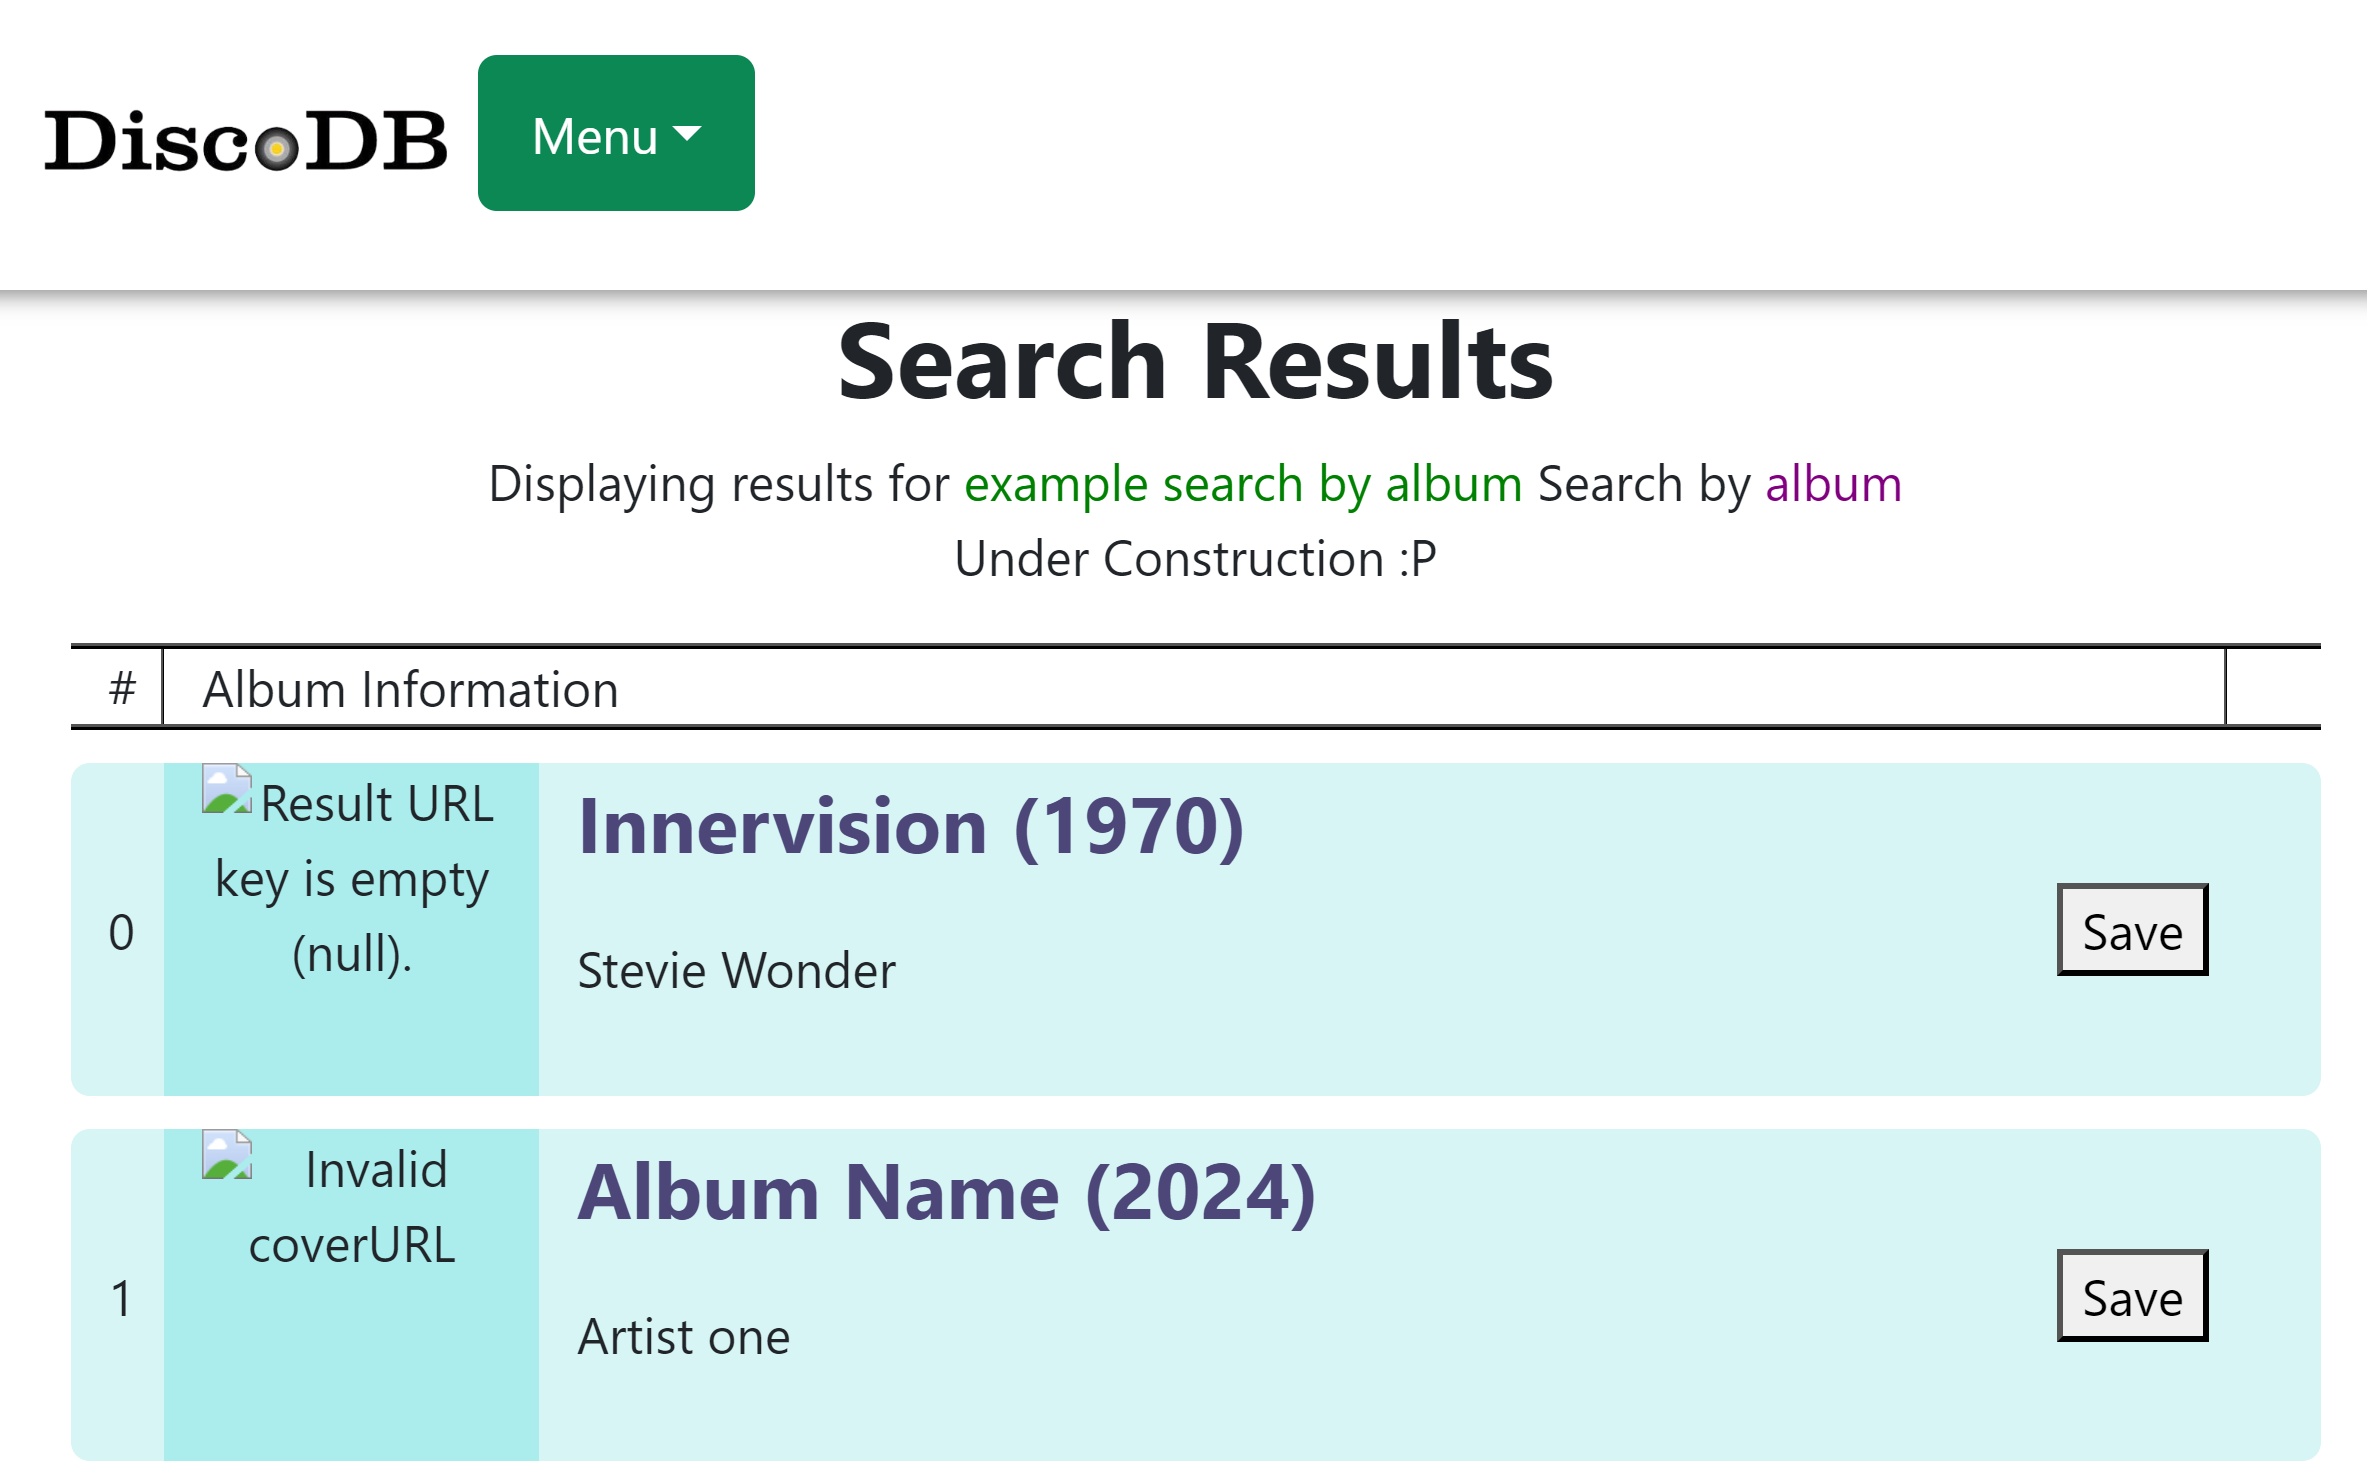 DiscoDB
Menu
Search Results
Displaying results for example search by album Search by album
Under Construction :P
# Album Information
0
Result URL
key is empty
(null).
Innervision (1970)
Stevie Wonder
Save
1
Invalid
coverURL
Album Name (2024)
Artist one
Save